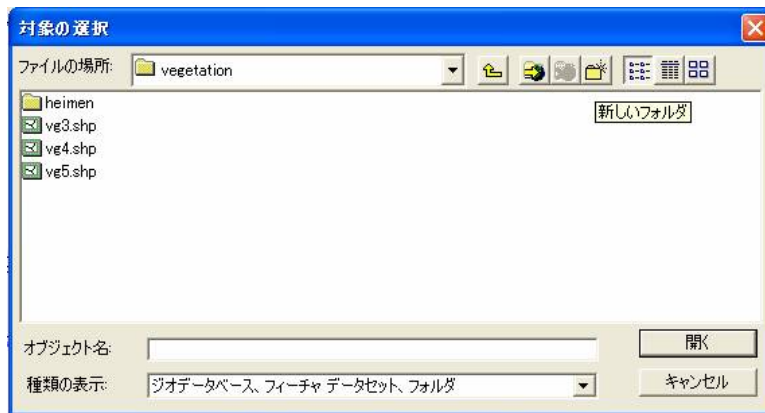 対象の選択
ファイルの場所: vegetation
新しいフォルダ
heimen
vg3.shp
vg4.shp
vg5.shp
オブジェクト名: 開く
種類の表示: ジオデータベース、フィーチャ データセット、フォルダ キャンセル